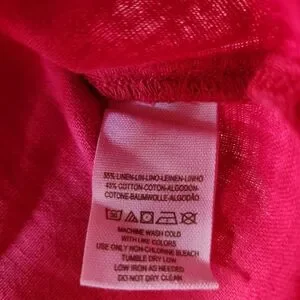 55% LINEN-LIN-LINO-LEINEN-LINHO
45% COTTON-COTON-ALGODÓN-
COTONE-BAUMWOLLE-ALGODÃO
MACHINE WASH COLD
WITH LIKE COLORS
USE ONLY NON-CHLORINE BLEACH
TUMBLE DRY LOW
LOW IRON AS NEEDED
DO NOT DRY CLEAN